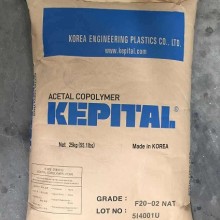 KOREA ENGINEERING PLASTICS CO., LTD.
www.kepital.com
ACETAL COPOLYMER
KEPITAL®
Net 25kg(55.1lbs) Made in KOREA
GRADE : F20-02 NAT
LOT NO : 5I4001U